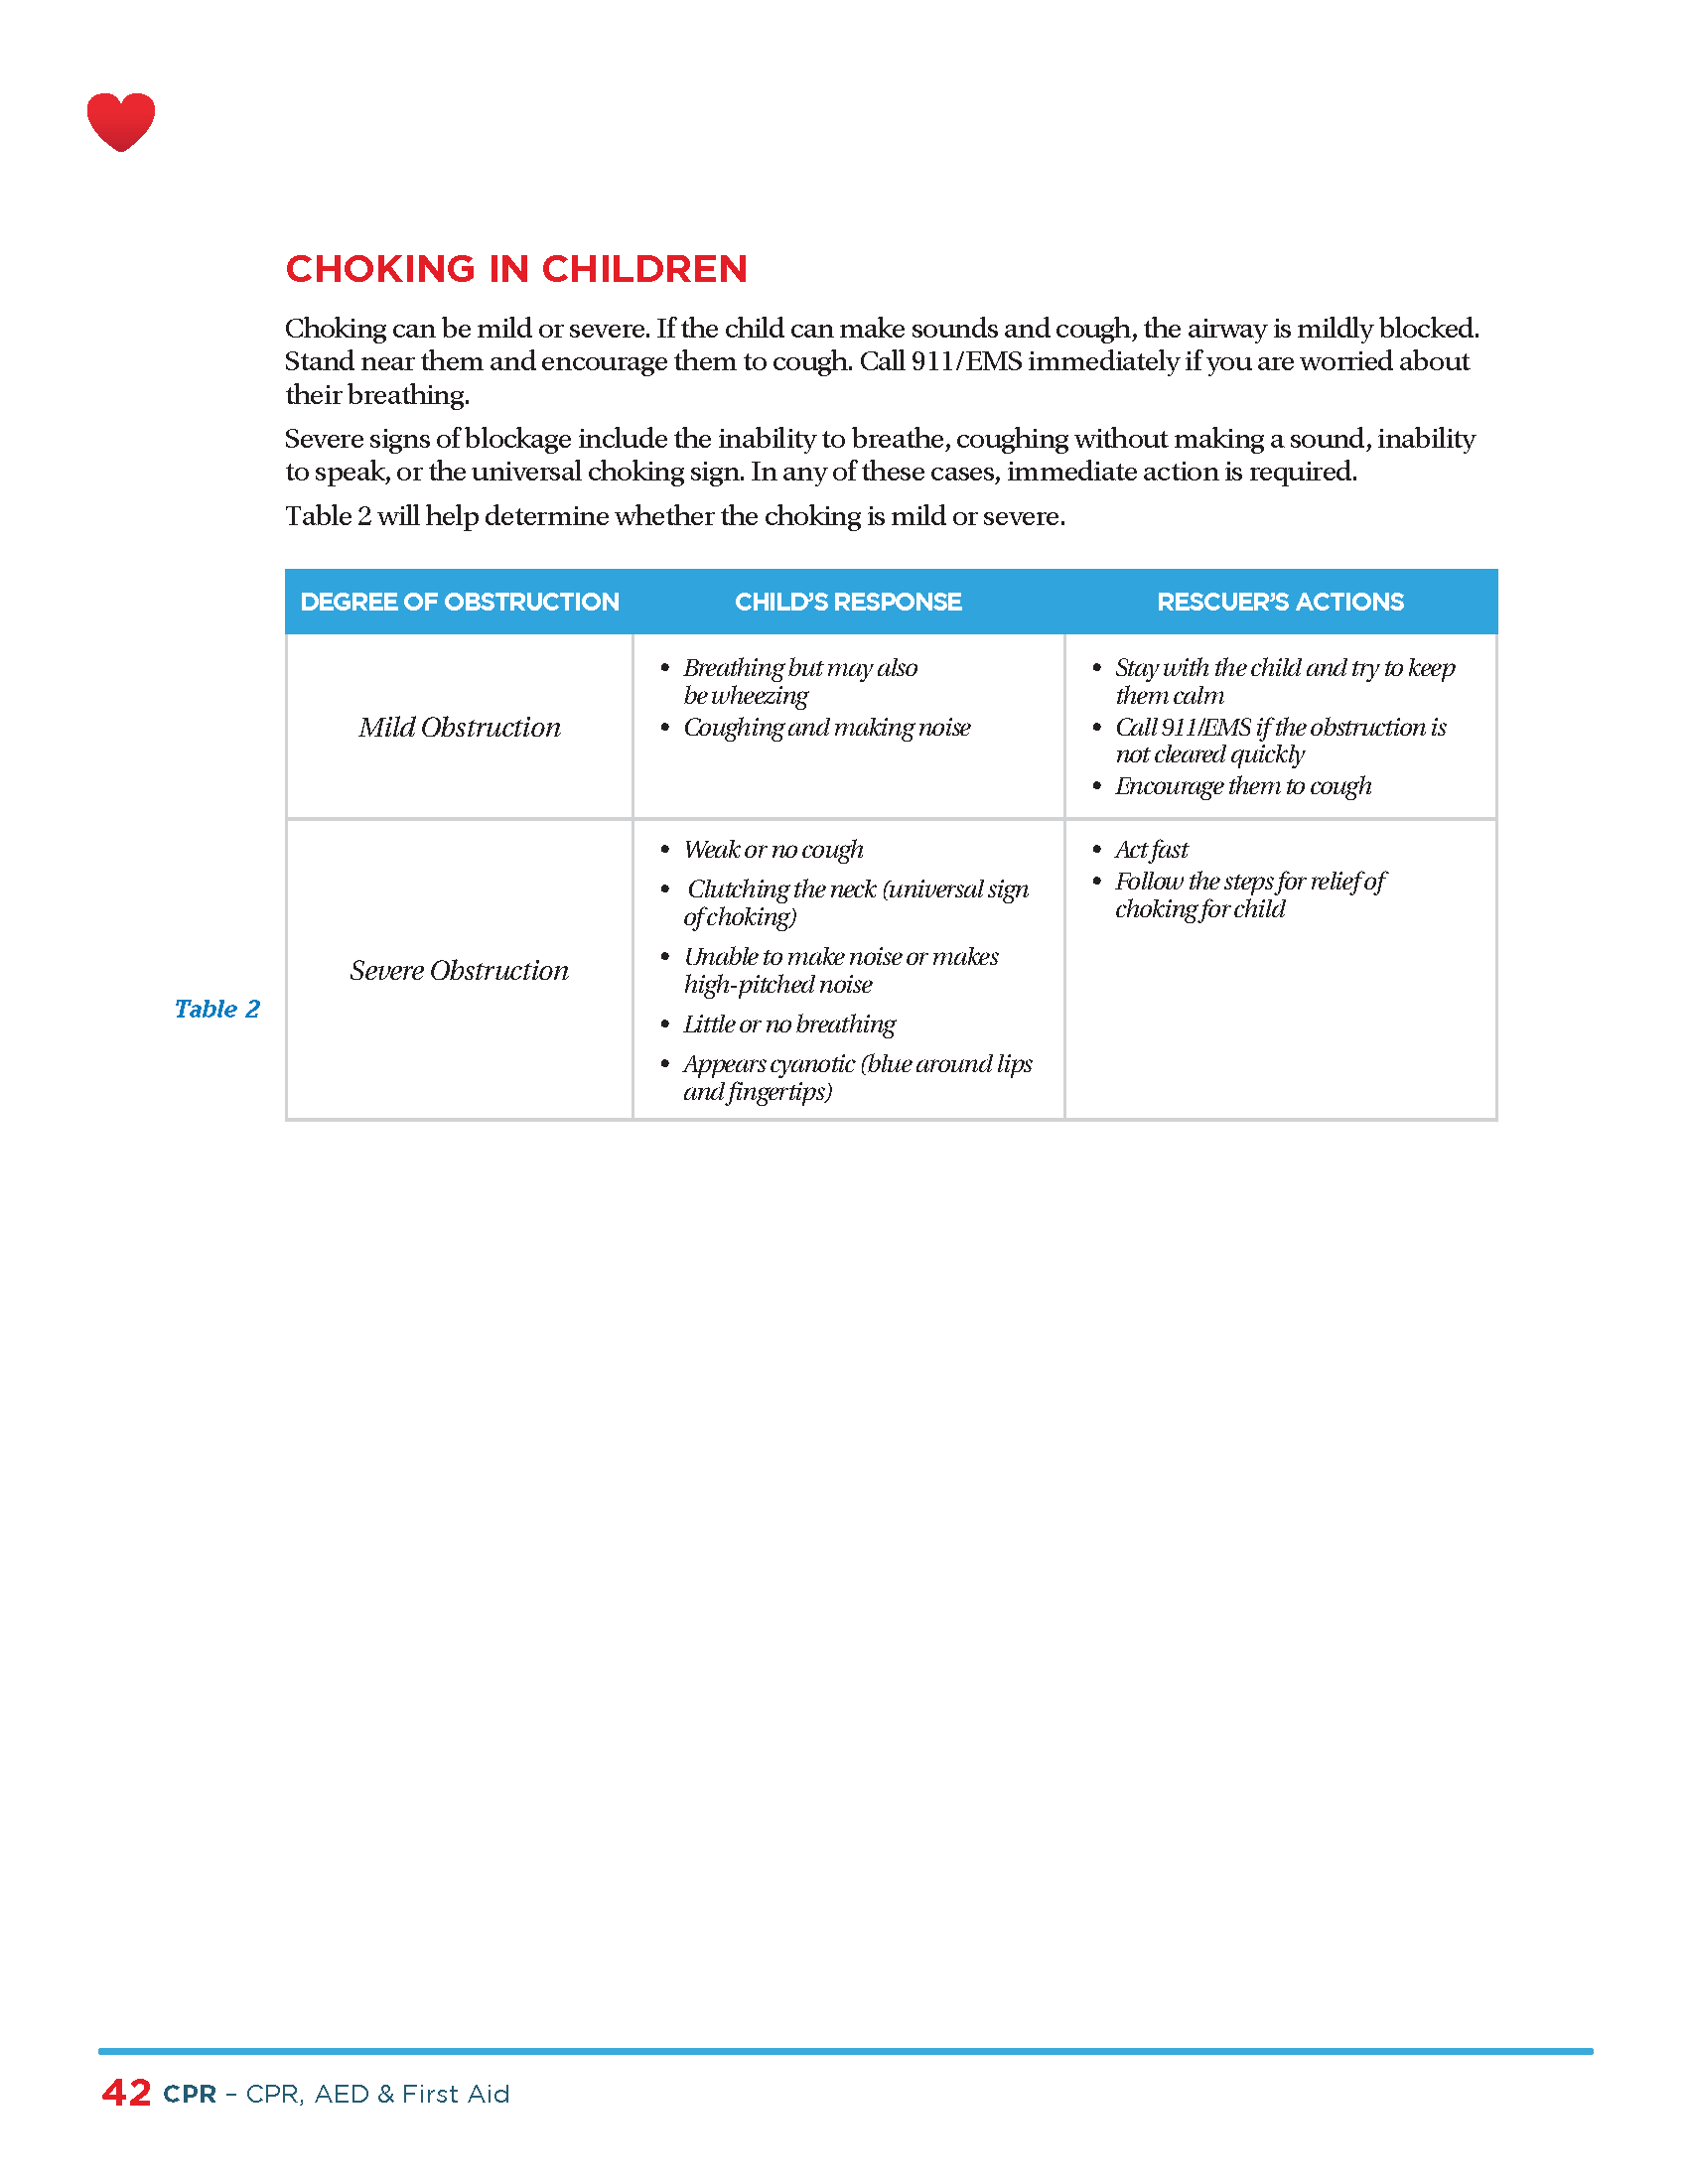 CHOKING IN CHILDREN
Choking can be mild or severe. If the child can make sounds and cough, the airway is mildly blocked.
Stand near them and encourage them to cough. Call 911/EMS immediately if you are worried about
their breathing.
Severe signs of blockage include the inability to breathe, coughing without making a sound, inability
to speak, or the universal choking sign. In any of these cases, immediate action is required.
Table 2 will help determine whether the choking is mild or severe.
DEGREE OF OBSTRUCTION
CHILD’S RESPONSE
RESCUER’S ACTIONS
Mild Obstruction
• Breathing but may also
be wheezing
• Coughing and making noise
• Stay with the child and try to keep
them calm
• Call 911/EMS if the obstruction is
not cleared quickly
• Encourage them to cough
Severe Obstruction
• Weak or no cough
• Clutching the neck (universal sign
of choking)
• Unable to make noise or makes
high-pitched noise
• Little or no breathing
• Appears cyanotic (blue around lips
and fingertips)
• Act fast
• Follow the steps for relief of
choking for child
Table 2
42 CPR – CPR, AED & First Aid